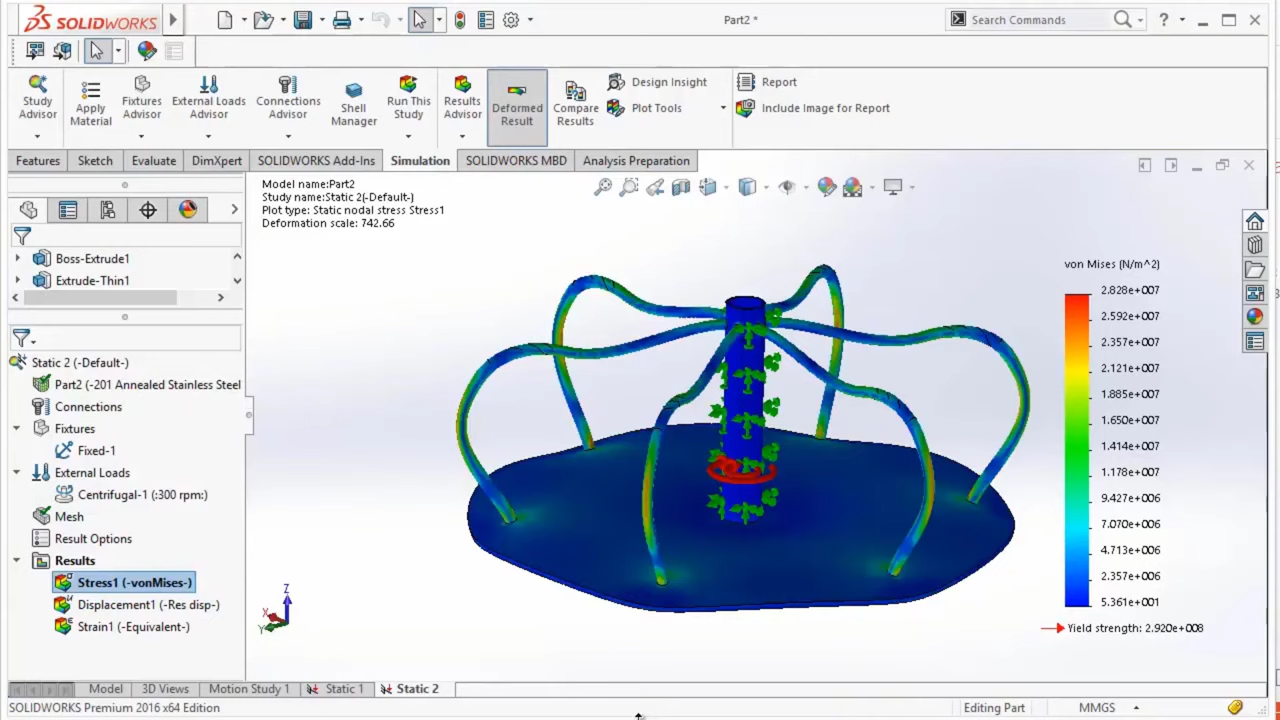 SOLIDWORKS
Part2 *
Search Commands
?
Study Advisor
Apply Material
Fixtures Advisor
External Loads Advisor
Connections Advisor
Shell Manager
Run This Study
Results Advisor
Deformed Result
Compare Results
Design Insight
Plot Tools
Report
Include Image for Report
Features
Sketch
Evaluate
DimXpert
SOLIDWORKS Add-Ins
Simulation
SOLIDWORKS MBD
Analysis Preparation
Boss-Extrude1
Extrude-Thin1
Static 2 (-Default-)
Part2 (-201 Annealed Stainless Steel
Connections
Fixtures
Fixed-1
External Loads
Centrifugal-1 (:300 rpm:)
Mesh
Result Options
Results
Stress1 (-vonMises-)
Displacement1 (-Res disp-)
Strain1 (-Equivalent-)
Model name:Part2
Study name:Static 2(-Default-)
Plot type: Static nodal stress Stress1
Deformation scale: 742.66
von Mises (N/m^2)
2.828e+007
2.592e+007
2.357e+007
2.121e+007
1.885e+007
1.650e+007
1.414e+007
1.178e+007
9.427e+006
7.070e+006
4.713e+006
2.357e+006
5.361e+001
Yield strength: 2.920e+008
Z
X
Y
Model
3D Views
Motion Study 1
Static 1
Static 2
SOLIDWORKS Premium 2016 x64 Edition
Editing Part
MMGS